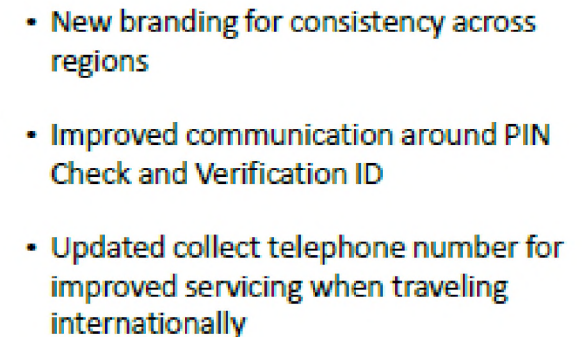 • New branding for consistency across
regions
• Improved communication around PIN
Check and Verification ID
• Updated collect telephone number for
improved servicing when traveling
internationally